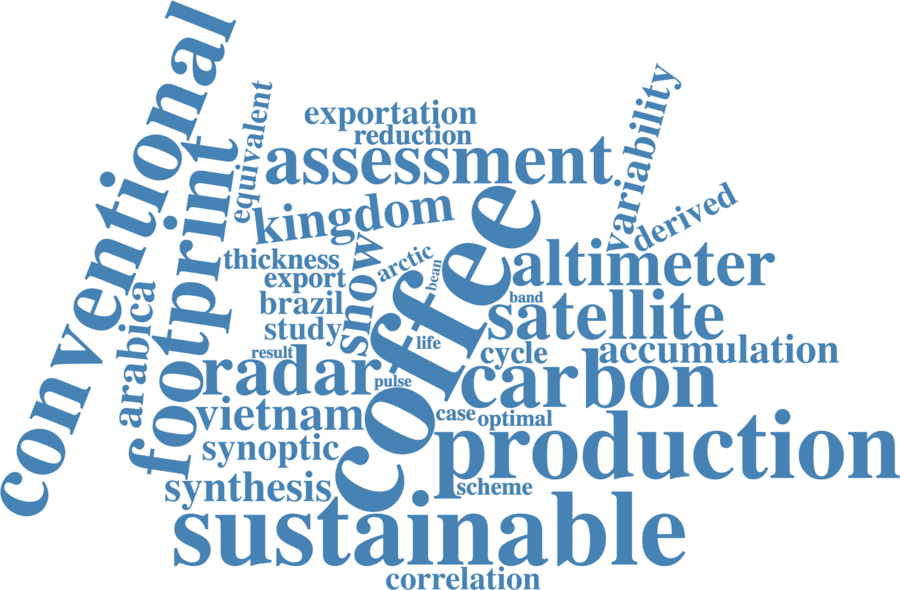 conventional
exportation
reduction
equivalent
assessment
variability
footprint
kingdom
derived
coffee
thickness
snow
arctic
altimeter
export
bean
brazil
band
satellite
arabica
study
life
result
cycle
accumulation
radar
pulse
carbon
vietnam
case
optimal
production
synoptic
synthesis
scheme
sustainable
correlation